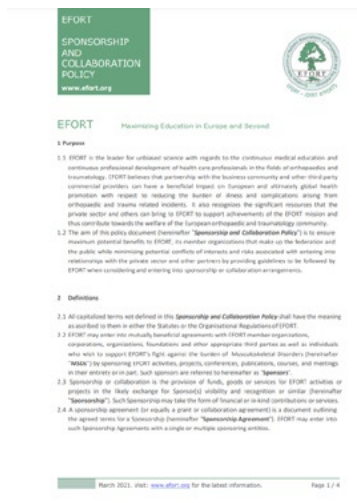 EFORT
SPONSORSHIP
AND
COLLABORATION
POLICY
www.efort.org
EFORT
EFORT - JOINT EFFORTS
EFORT Maximizing Education in Europe and Beyond
1 Purpose
1.1 EFORT is the leader for unbiased science with regards to the continuous medical education and
continuous professional development of health care professionals in the fields of orthopaedics and
traumatology. EFORT believes that partnership with the business community and other third party
commercial providers can have a beneficial impact on European and ultimately global health
promotion with respect to reducing the burden of illness and complications arising from
orthopaedic and trauma related incidents. It also recognizes the significant resources that the
private sector and others can bring to EFORT to support achievements of the EFORT mission and
thus contribute towards the welfare of the European orthopaedic and traumatology community.
1.2 The aim of this policy document (hereinafter "Sponsorship and Collaboration Policy") is to ensure
maximum potential benefits to EFORT, its member organizations that make up the federation and
the public while minimising potential conflicts of interests and risks associated with entering into
relationships with the private sector and other partners by providing guidelines to be followed by
EFORT when considering and entering into sponsorship or collaboration arrangements.
2 Definitions
2.1 All capitalized terms not defined in this Sponsorship and Collaboration Policy shall have the meaning
as ascribed to them in either the Statutes or the Organisational Regulations of EFORT.
2.2 EFORT may enter into mutually beneficial agreements with EFORT member organisations,
corporations, organizations, foundations and other appropriate third parties as well as individuals
who wish to support EFORT's fight against the burden of Musculoskeletal Disorders (hereinafter
"MSDs") by sponsoring EFORT activities, projects, conferences, publications, courses, and meetings
in their entirety or in part. Such sponsors are referred to hereinafter as "Sponsors".
2.3 Sponsorship or collaboration is the provision of funds, goods or services for EFORT activities or
projects in the likely exchange for Sponsor(s) visibility and recognition or similar (hereinafter
"Sponsorship"). Such Sponsorship may take the form of financial or in-kind contributions or services.
2.4 A sponsorship agreement (or equally a grant or collaboration agreement) is a document outlining
the agreed terms for a Sponsorship (hereinafter "Sponsorship Agreement"). EFORT may enter into
such Sponsorship Agreements with a single or multiple sponsoring entities.
March 2021. Visit: www.efort.org for the latest information. Page 1 / 4